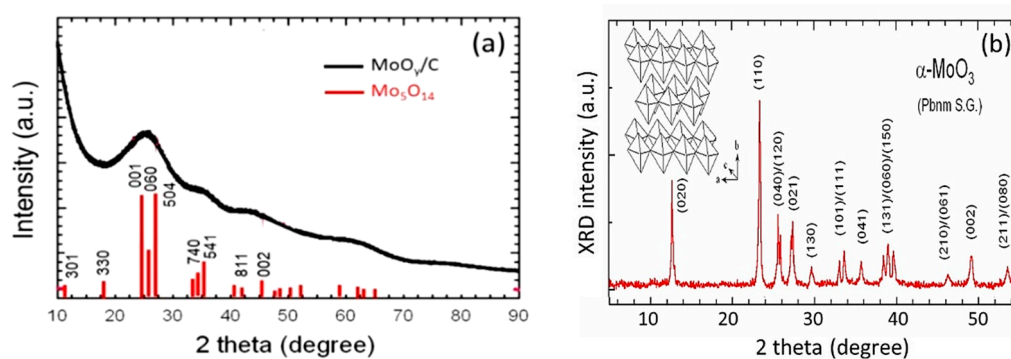 (a)
MoOᵧ/C
Mo₅O₁₄
Intensity (a.u.)
301
330
001
060
504
740
541
811
002
10 20 30 40 50 60 70 80 90
2 theta (degree)
(b)
α-MoO₃
(Pbnm S.G.)
XRD intensity (a.u.)
b
c
a
(020)
(110)
(040)/(120)
(021)
(130)
(101)/(111)
(041)
(131)/(060)/(150)
(210)/(061)
(002)
(211)/(080)
10 20 30 40 50
2 theta (degree)